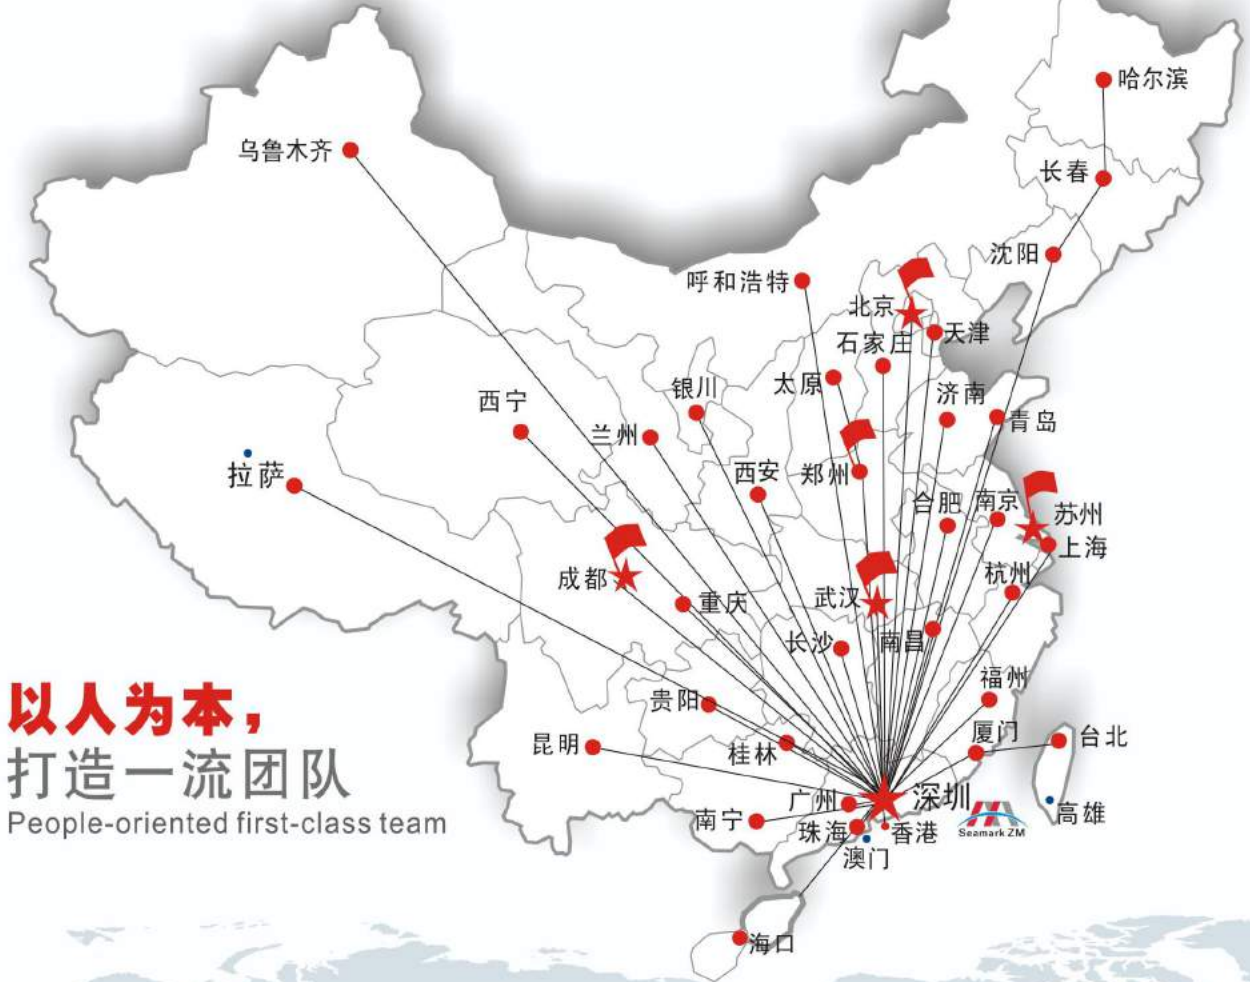 哈尔滨
乌鲁木齐
长春
沈阳
呼和浩特
北京
天津
石家庄
太原
银川
济南
西宁
青岛
兰州
西安
郑州
拉萨
合肥
南京
苏州
上海
成都
杭州
重庆
武汉
长沙
南昌
福州
以人为本，
贵阳
厦门
台北
昆明
桂林
打造一流团队
广州
深圳
高雄
People-oriented first-class team
南宁
珠海
香港
Seamark ZM
澳门
海口